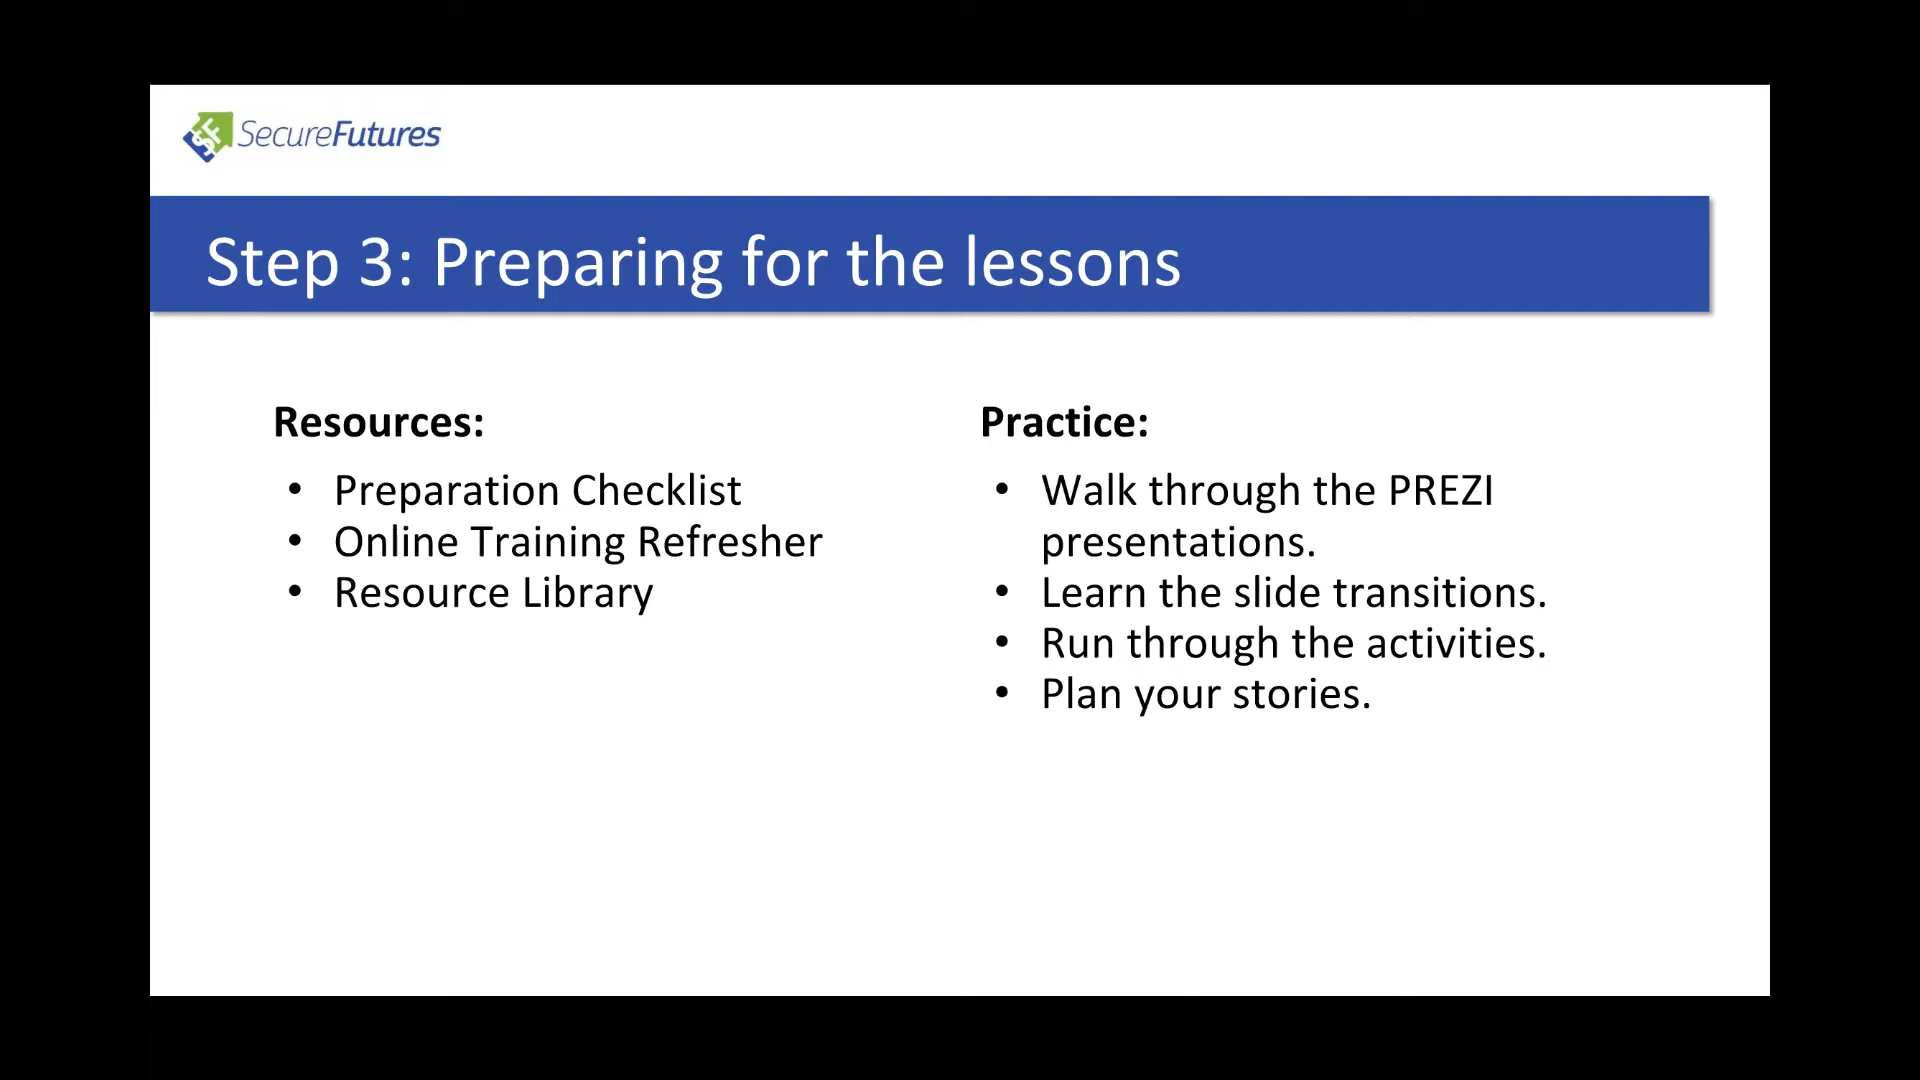 SecureFutures
Step 3: Preparing for the lessons
Resources:
• Preparation Checklist
• Online Training Refresher
• Resource Library
Practice:
• Walk through the PREZI
presentations.
• Learn the slide transitions.
• Run through the activities.
• Plan your stories.